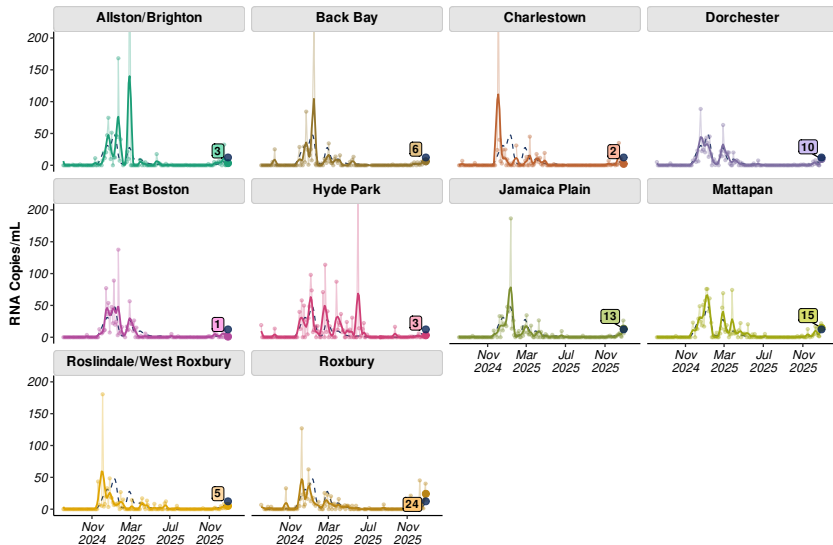 Allston/Brighton
Back Bay
Charlestown
Dorchester
200
150
100
50
0
3
6
2
10
East Boston
Hyde Park
Jamaica Plain
Mattapan
RNA Copies/mL
200
150
100
50
0
1
3
13
15
Nov 2024
Mar 2025
Jul 2025
Nov 2025
Nov 2024
Mar 2025
Jul 2025
Nov 2025
Roslindale/West Roxbury
Roxbury
200
150
100
50
0
5
24
Nov 2024
Mar 2025
Jul 2025
Nov 2025
Nov 2024
Mar 2025
Jul 2025
Nov 2025